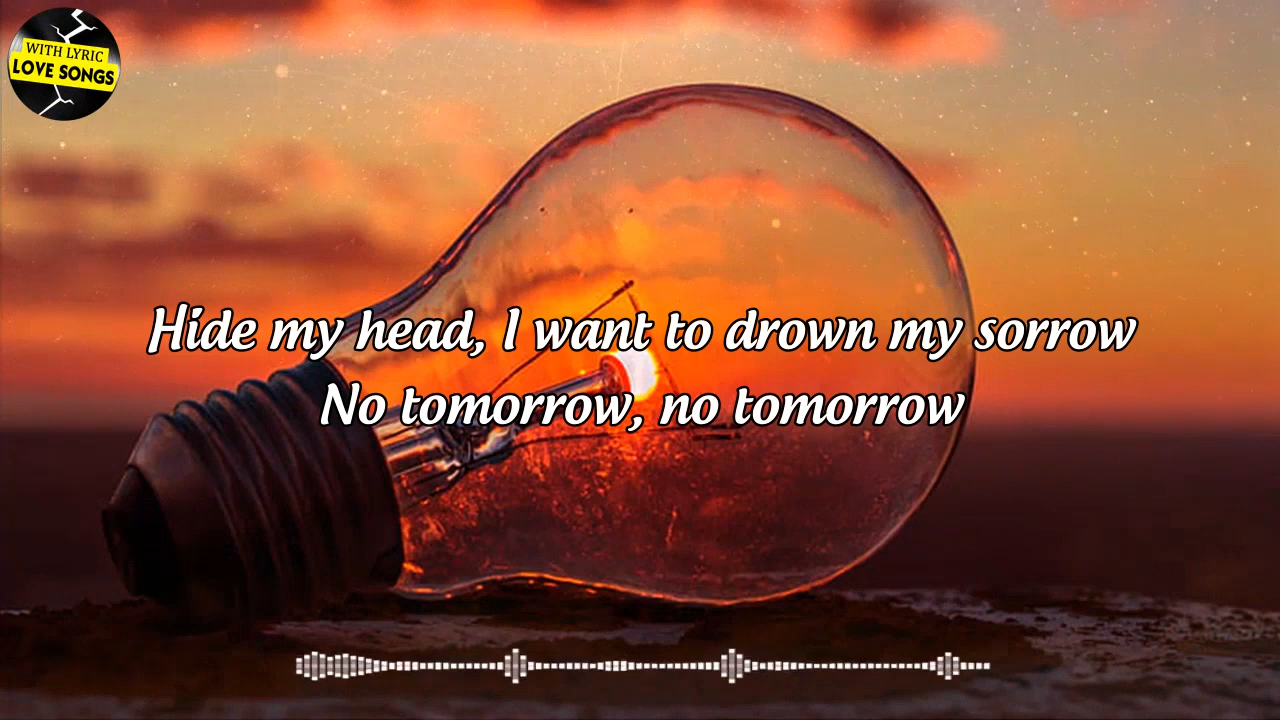 WITH LYRIC
LOVE SONGS
Hide my head, I want to drown my sorrow
No tomorrow, no tomorrow